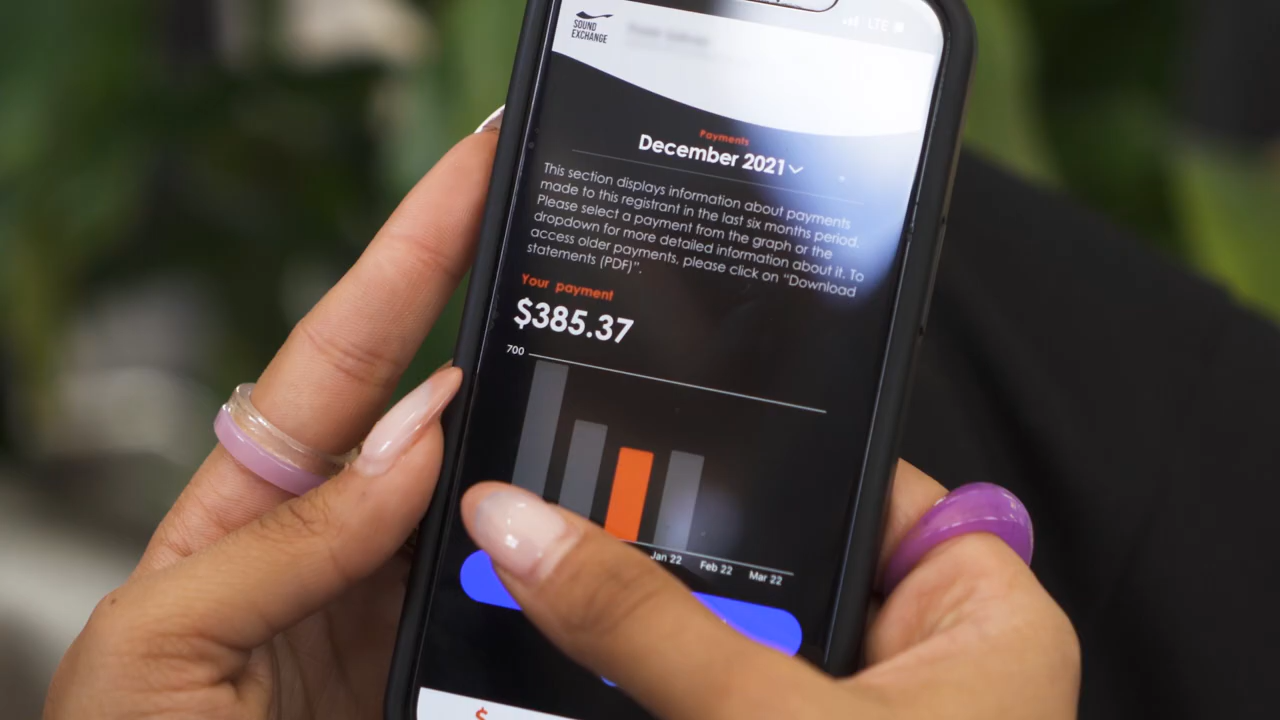 LTE
SOUND
EXCHANGE
Payments
December 2021
This section displays information about payments
made to this registrant in the last six months period.
Please select a payment from the graph or the
dropdown for more detailed information about it. To
access older payments, please click on "Download
statements (PDF)".
Your payment
$385.37
700
Jan 22 Feb 22 Mar 22
$